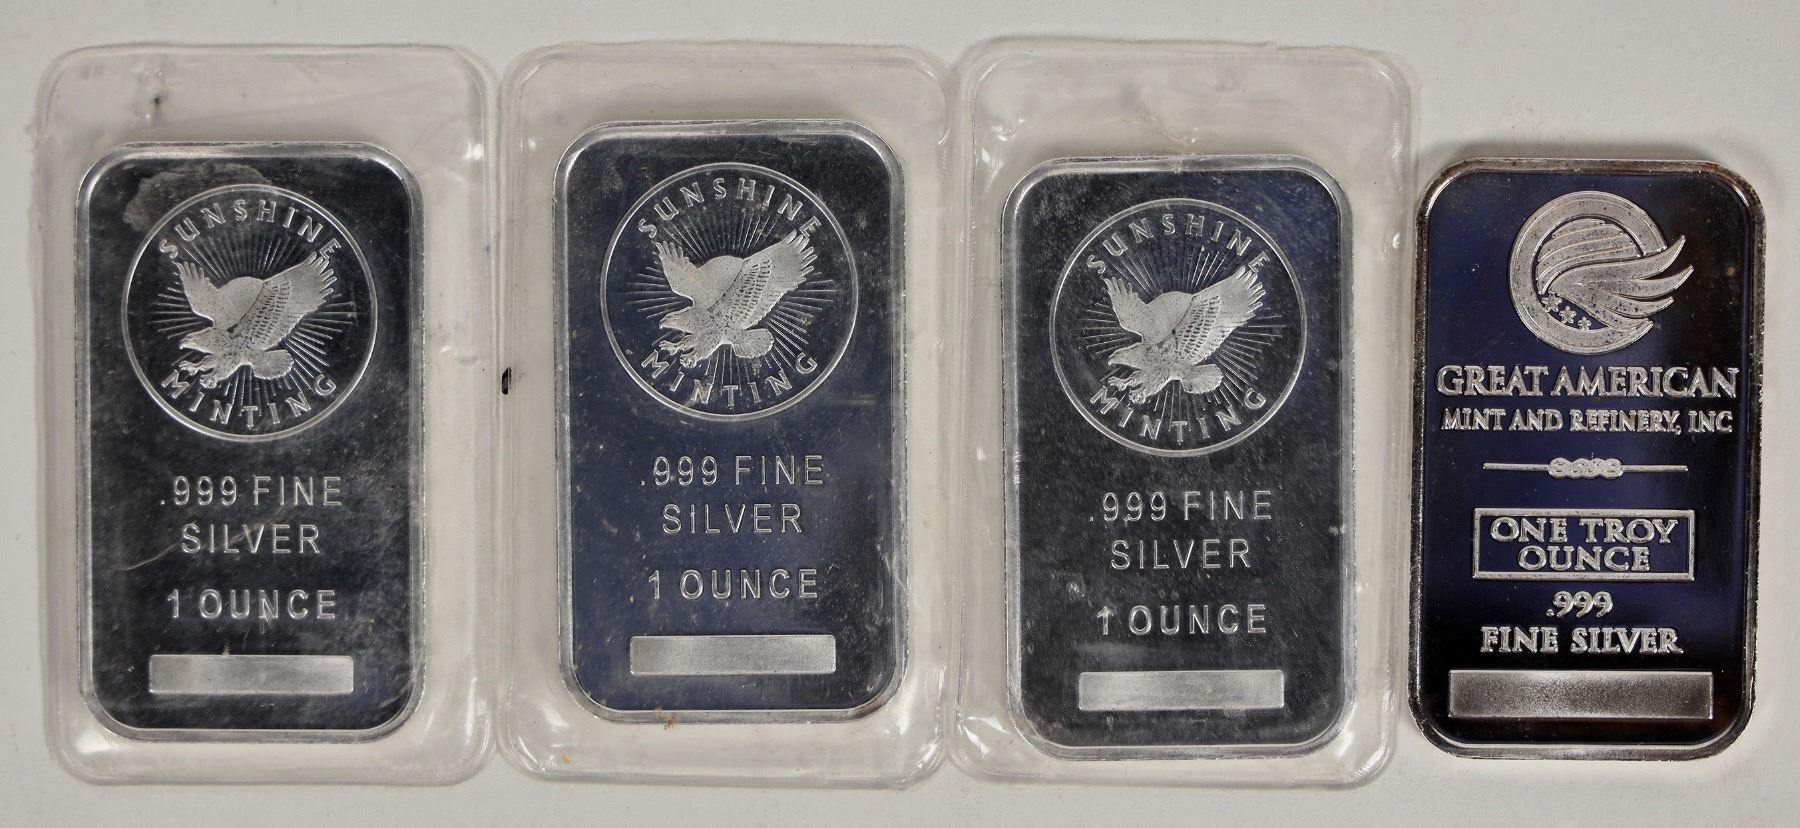 SUNSHINE
MINTING
.999 FINE
SILVER
1 OUNCE
SUNSHINE
MINTING
.999 FINE
SILVER
1 OUNCE
SUNSHINE
MINTING
.999 FINE
SILVER
1 OUNCE
GREAT AMERICAN
MINT AND REFINERY, INC
ONE TROY
OUNCE
.999
FINE SILVER